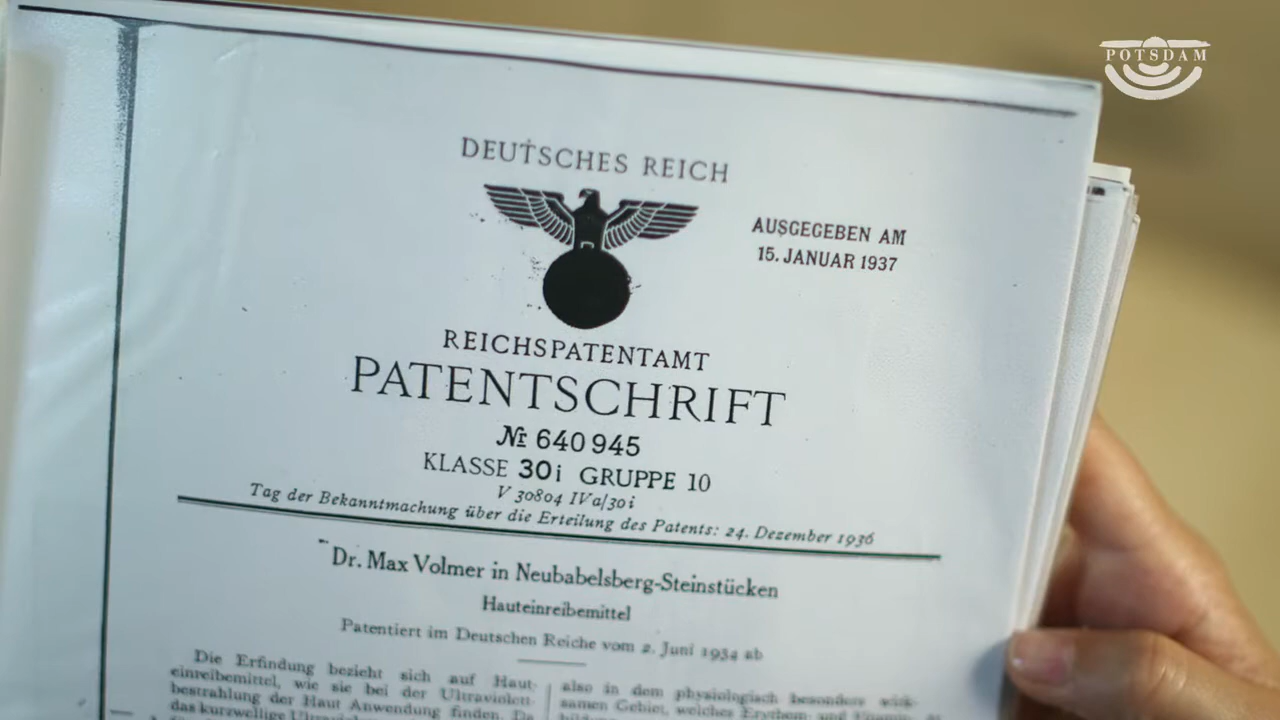 POTSDAM
DEUTSCHES REICH
AUSGEGEBEN AM
15. JANUAR 1937
REICHSPATENTAMT
PATENTSCHRIFT
№ 640 945
KLASSE 30i GRUPPE 10
V 30804 IVa/30i
Tag der Bekanntmachung über die Erteilung des Patents: 24. Dezember 1936
Dr. Max Volmer in Neubabelsberg-Steinstücken
Hauteinreibemittel
Patentiert im Deutschen Reiche vom 2. Juni 1934 ab
Die Erfindung bezieht sich auf Haut-
einreibemittel, wie sie bei der Ultraviolett-
bestrahlung der Haut Anwendung finden. Da
das kurzwellige
also in dem physiologisch besonders wirk-
samen Gebiet, welches Erythem- und